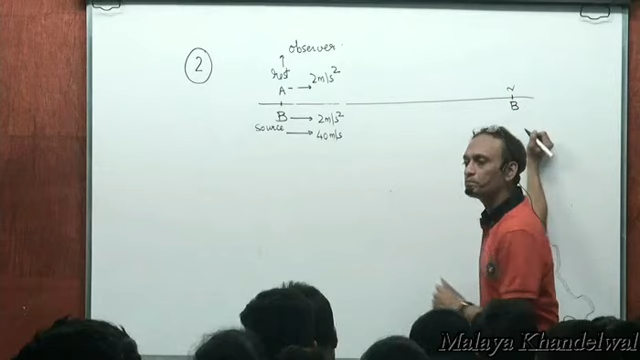 2
observer
rest
A → 2m/s²
~
B
B → 2m/s²
source → 40m/s
Malaya Khandelwal